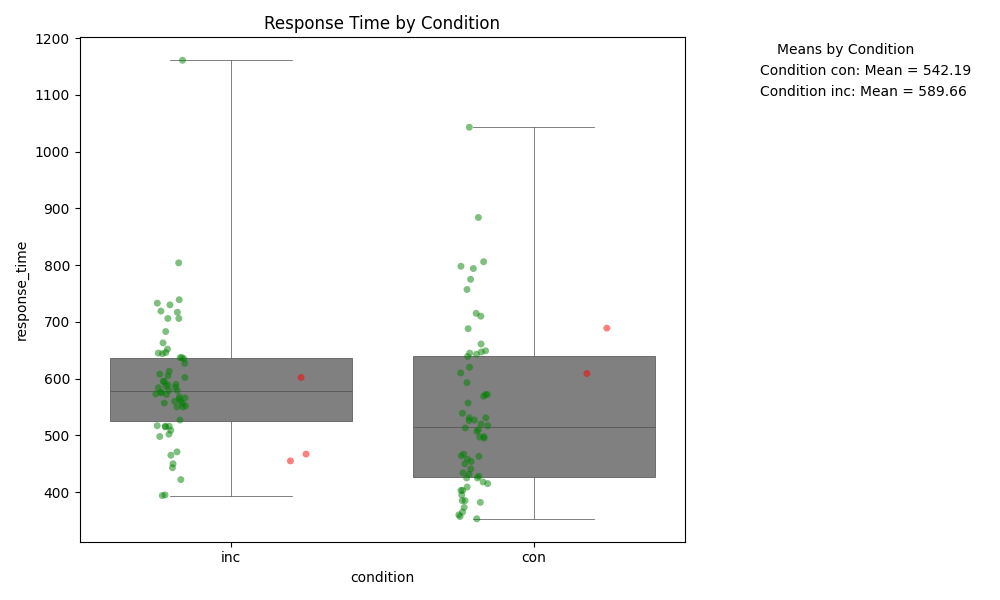 Response Time by Condition
Means by Condition
Condition con: Mean = 542.19
Condition inc: Mean = 589.66
1200
1100
1000
900
800
700
600
500
400
response_time
inc
con
condition